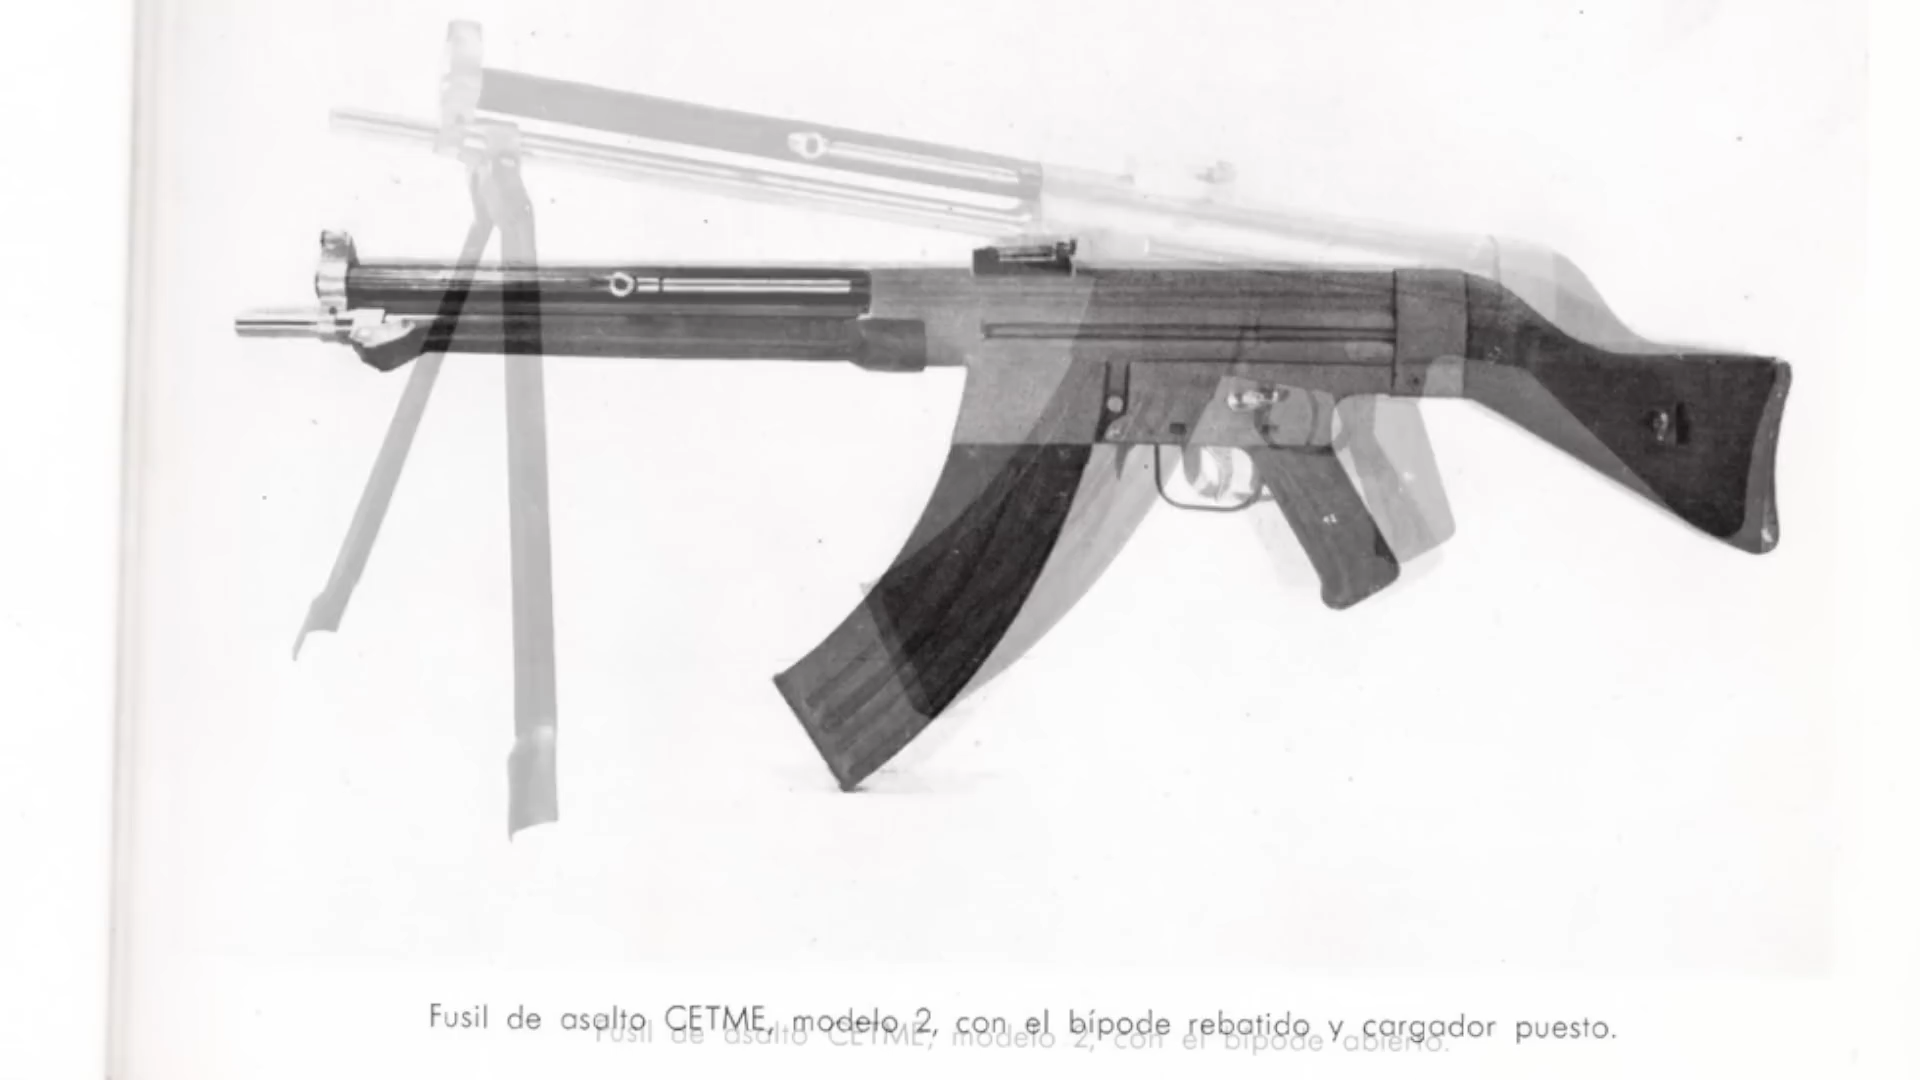 Fusil de asalto CETME, modelo 2, con el bípode rebatido y cargador puesto.
Fusil de asalto CETME, modelo 2, con el bípode abierto.